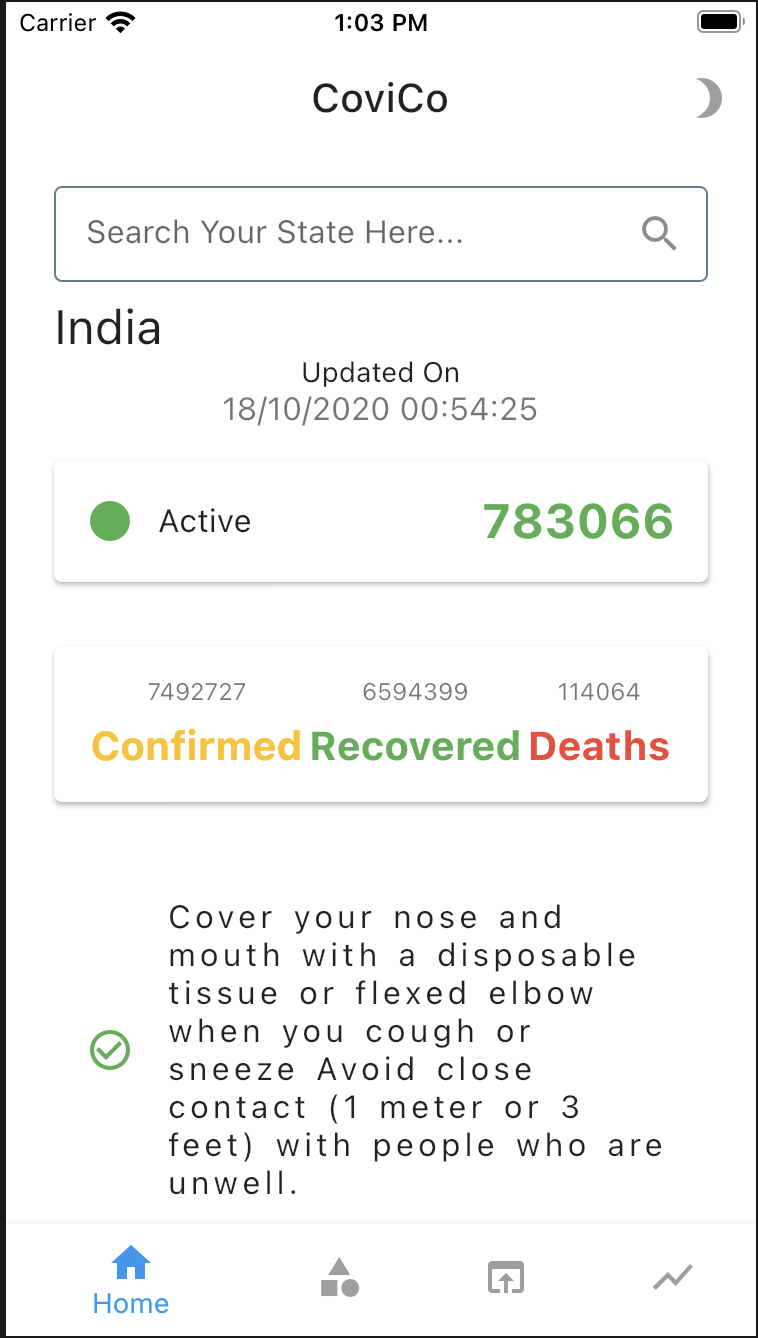 Carrier 1:03 PM
CoviCo
Search Your State Here...
India
Updated On
18/10/2020 00:54:25
Active 783066
7492727 6594399 114064
Confirmed Recovered Deaths
Cover your nose and
mouth with a disposable
tissue or flexed elbow
when you cough or
sneeze Avoid close
contact (1 meter or 3
feet) with people who are
unwell.
Home